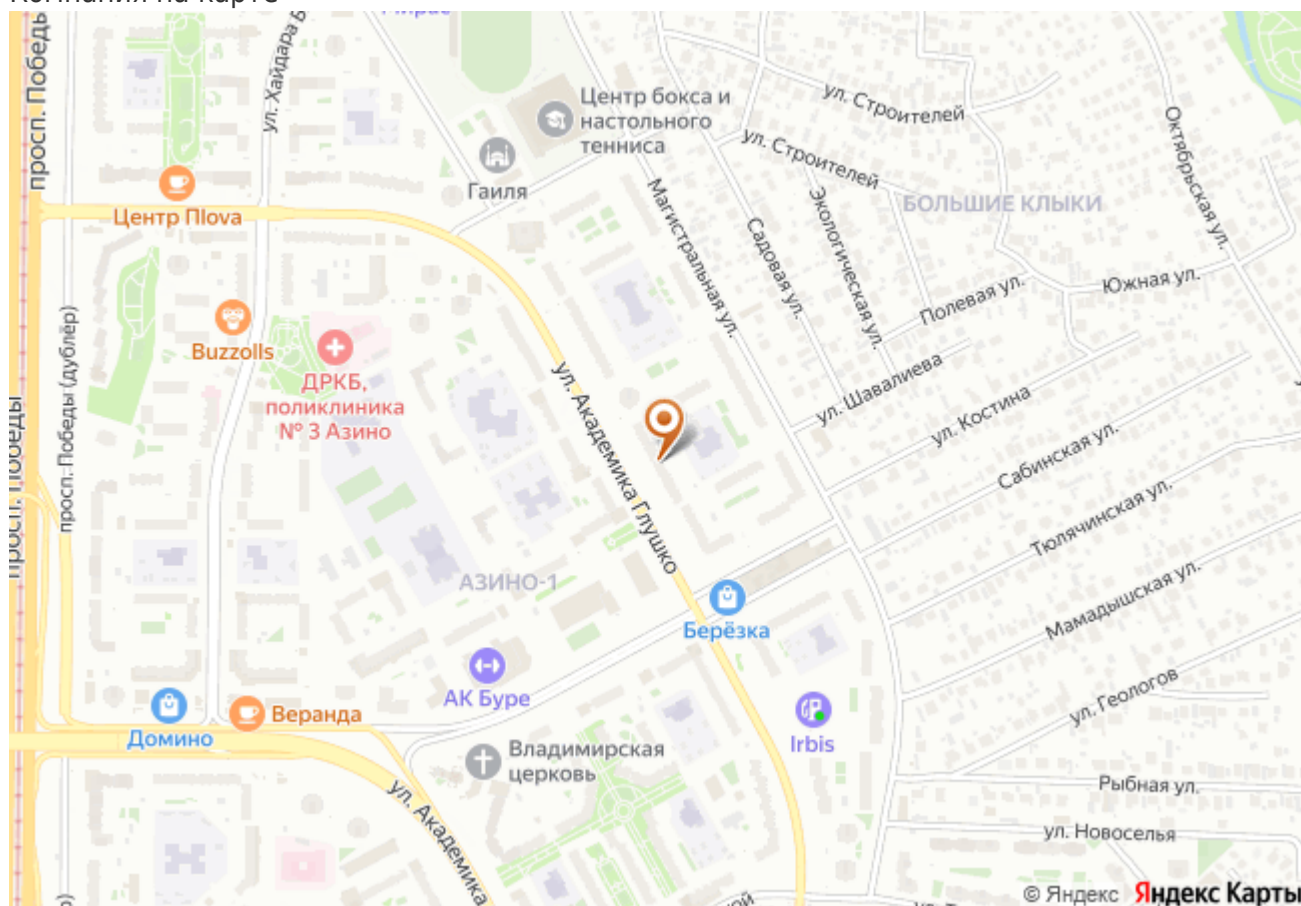 Компания на карте
Мирас
просп. Победы
ул. Хайдара Б
Центр бокса и
настольного
тенниса
ул. Строителей
Октябрьская ул.
Гаиля
ул. Строителей
БОЛЬШИЕ КЛЫКИ
Центр Пlova
Магистральная ул.
Садовая ул.
Экологическая ул.
Полевая ул.
Южная ул.
Buzzolls
просп. Победы (дублёр)
ДРКБ,
поликлиника
№ 3 Азино
ул. Академика Глушко
ул. Шавалиева
ул. Костина
Сабинская ул.
просп. Победы
Тюлячинская ул.
АЗИНО-1
Берёзка
Мамадышская ул.
АК Буре
ул. Геологов
Домино
Веранда
Irbis
Владимирская
церковь
Рыбная ул.
ул. Академика
ул. Новоселья
© Яндекс Яндекс Карты